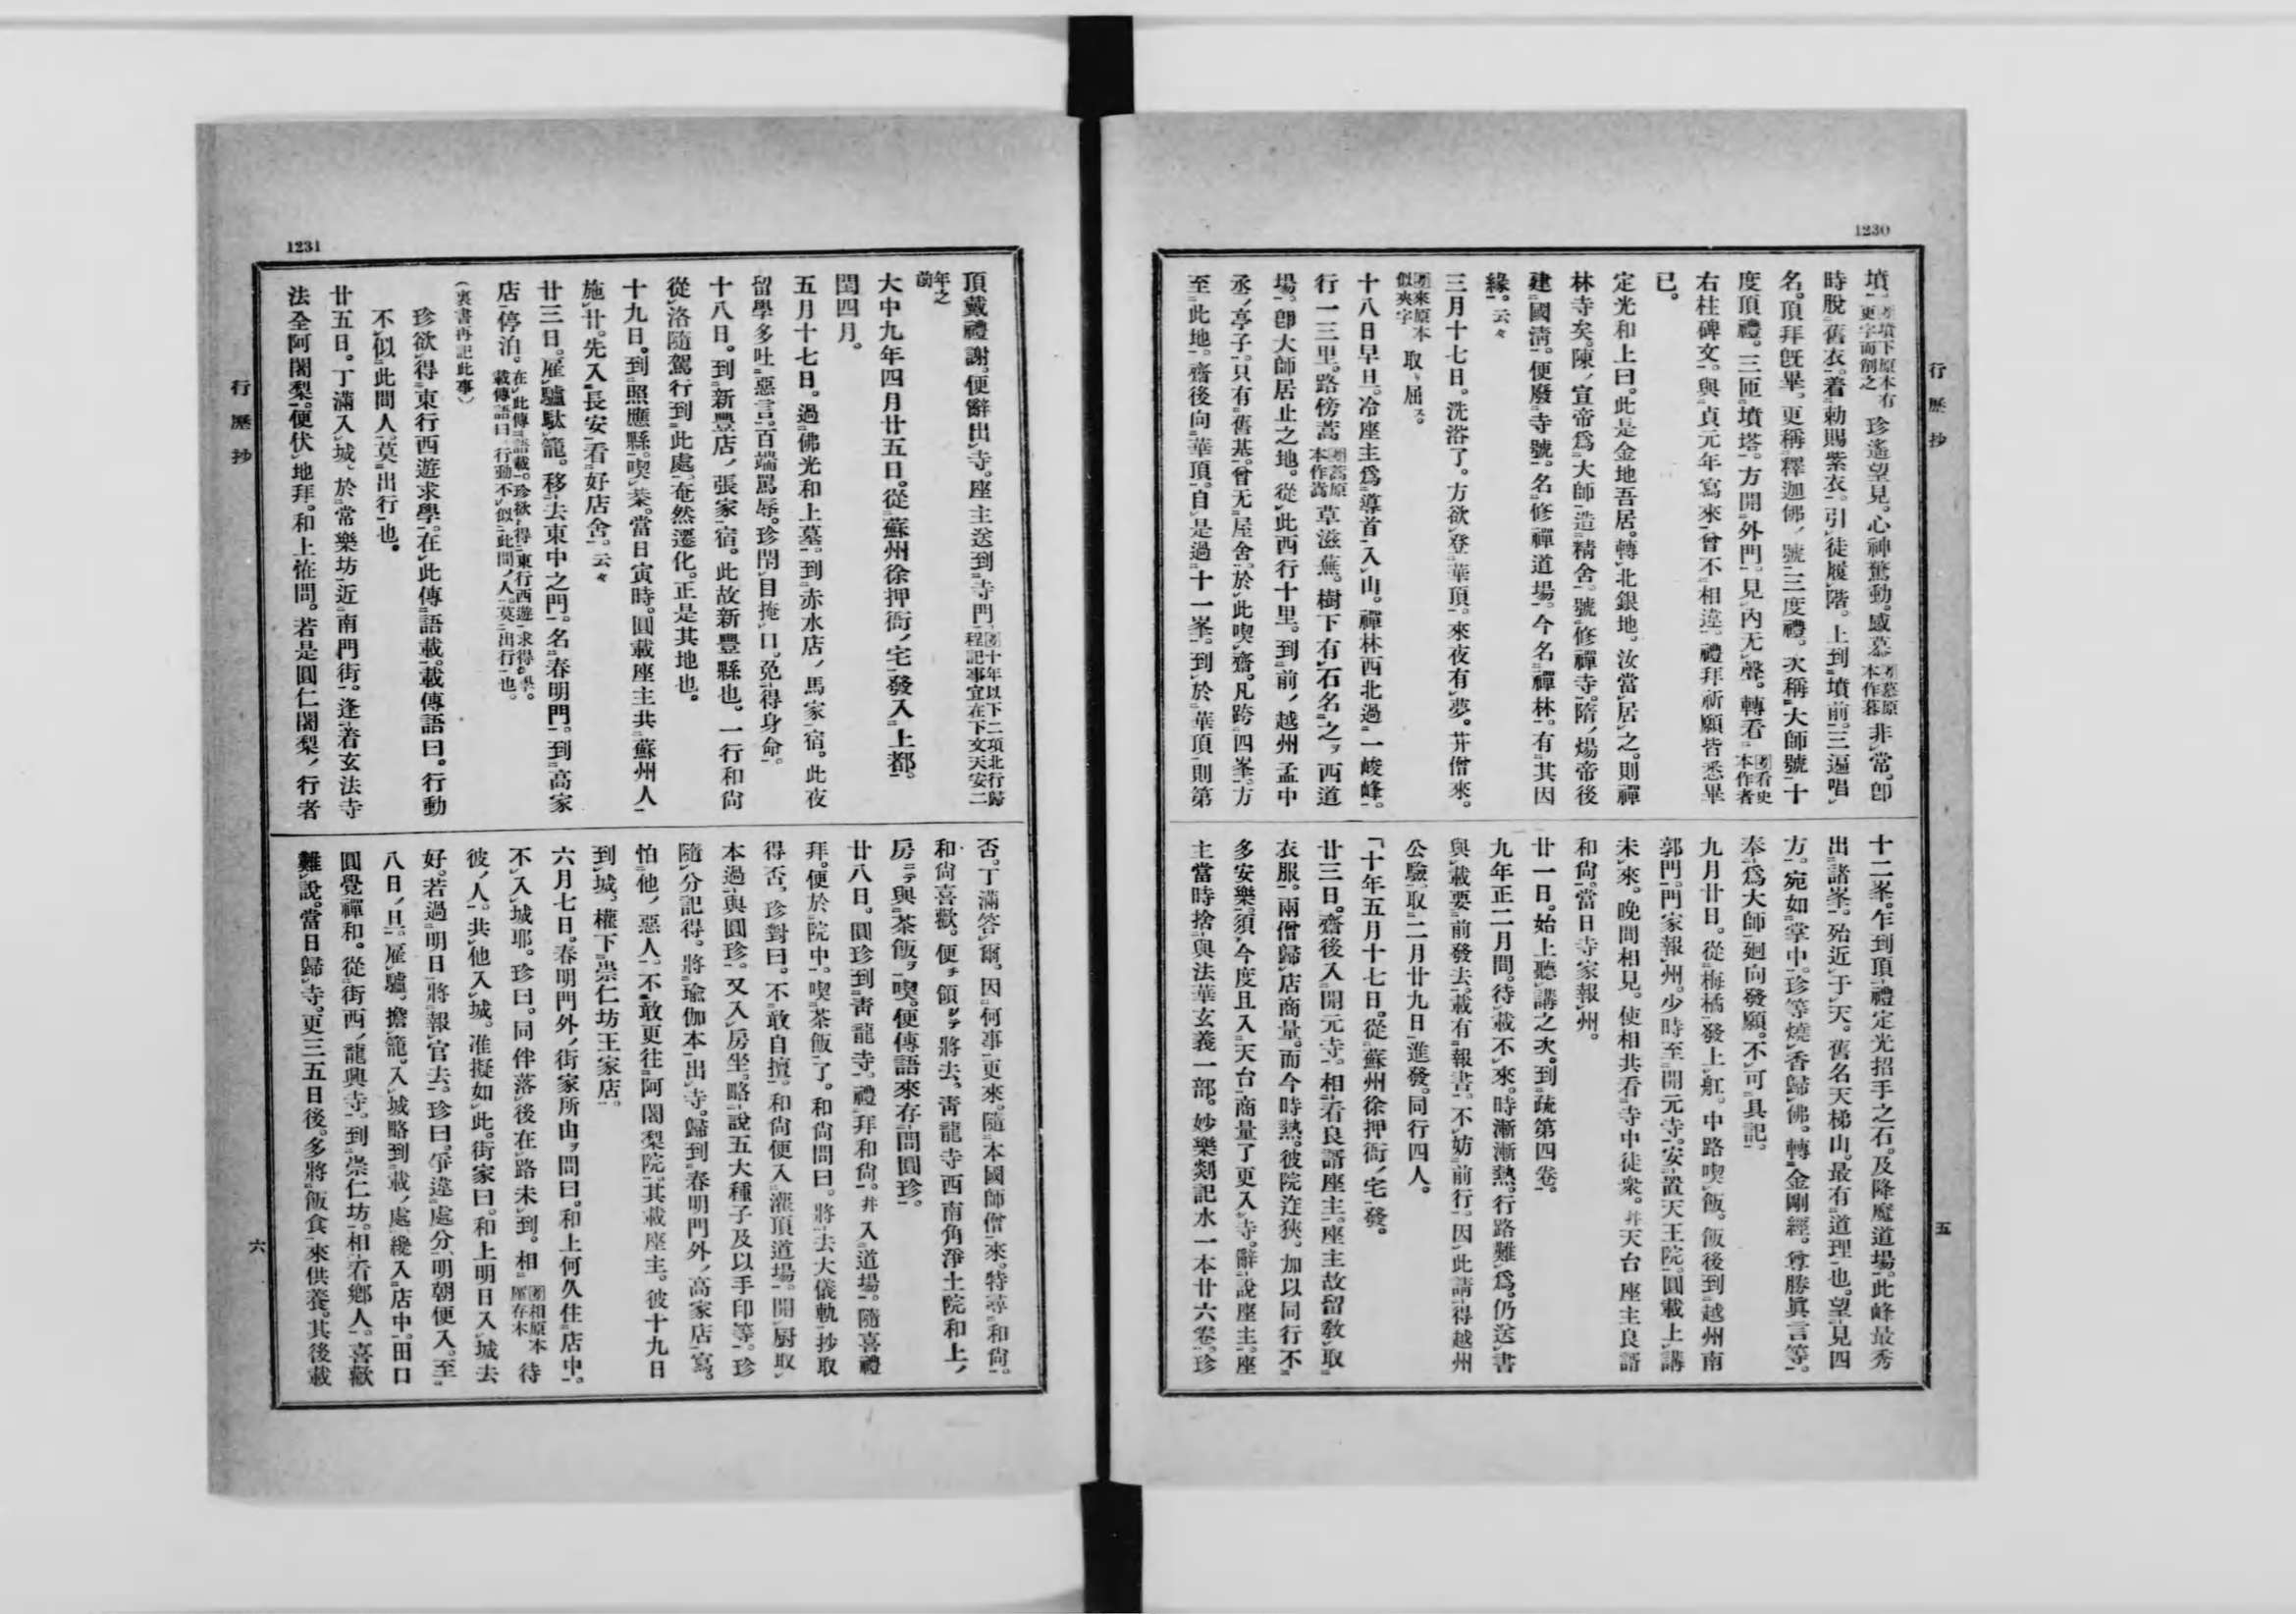 1230
行歷抄
五
墳 墳下原本有更字而削之 珍遙望見。心神驚動。感慕 慕原本作暮 非常。卽
時脫舊衣。着勅賜紫衣。引徒履階。上到墳前。三遍唱
名。頂拜旣畢。更稱釋迦佛號三度禮。次稱大師號十
度頂禮。三匝墳塔。方開外門。見內无聲。轉看 看史本作者
右柱碑文。與貞元年寫來曾不相違。禮拜祈願皆悉畢
已。
定光和上曰。此是金地吾居。轉北銀地。汝當居之。則禪
林寺矣。陳宣帝爲大師造精舍。號修禪寺。隋煬帝後
建國淸。便廢寺號。名修禪道場。今名禪林。有其因
緣。云々
三月十七日。洗浴了。方欲登華頂。來夜有夢。幷僧來。
來原本似夾字 取屈ス。
十八日早旦。冷座主爲導首入山。禪林西北過一峻峰。
行一三里。路傍蒿 蒿原本作嵩 草滋蕪。樹下有石名之ヲ西道
場。卽大師居止之地。從此西行十里。到前越州孟中
丞亭子。只有舊基。曾无屋舍。於此喫齋。凡跨四峯。方
至此地。齋後向華頂。自是過十一峯。到於華頂。則第
十二峯。乍到頂。禮定光招手之石。及降魔道場。此峰最秀
出諸峯。殆近于天。舊名天梯山。最有道理也。望見四
方。宛如掌中。珍等燒香歸佛。轉金剛經。尊勝眞言等。
奉爲大師廻向發願。不可具記。
九月廿日。從梅橘發上舡。中路喫飯。飯後到越州南
郭門。門家報州。少時至開元寺。安置天王院。圓載上講
未來。晚間相見。使相共看寺中徒衆。幷天台座主良諝
和尙。當日寺家報州。
廿一日。始上聽講之次。到疏第四卷。
九年正二月間。待載不來。時漸漸熱。行路難爲。仍送書
與載要前發去。載有報書。不妨前行。因此請得越州
公驗。取二月廿九日進發。同行四人。
「十年五月十七日。從蘇州徐押衙宅發。
廿三日。齋後入開元寺。相看良諝座主。座主故留敎取
衣服。兩僧歸店商量。而今時熱。彼院迮狹。加以同行不
多安樂。須今度且入天台商量了更入寺。辭說座主。座
主當時捨與法華玄義一部。妙樂剡記水一本廿六卷。珍
1231
行歷抄
六
頂戴禮謝。便辭出寺。座主送到寺門 十年以下二項北行歸程記事宜在下文天安二
年之前
大中九年四月廿五日。從蘇州徐押衙宅發入上都。
閏四月。
五月十七日。過佛光和上墓。到赤水店馬家宿。此夜
留學多吐惡言。百端罵辱。珍閇目掩口。免得身命。
十八日。到新豐店張家宿。此故新豐縣也。一行和尙
從洛隨駕行到此處。奄然遷化。正是其地也。
十九日。到照應縣。喫茶。當日寅時。圓載座主共蘇州人
施廿。先入長安看好店舍。云々
廿三日。雇驢馱籠。移去東中之門。名春明門。到高家
店停泊。在此傳語載。珍欲得東行西遊求得學。載傳語曰。行動不似此間人。莫出行也。
(裏書再記此事)
珍欲得東行西遊求學。在此傳語載。載傳語曰。行動
不似此間人。莫出行也。
廿五日。丁滿入城、於常樂坊近南門街。逢着玄法寺
法全阿闍梨。便伏地拜。和上恠問。若是圓仁闍梨行者
否。丁滿答爾。因何事更來。隨本國師僧來。特尋和尙。
和尙喜歡。便チ領シテ將去。靑龍寺西南角淨土院和上
房ニテ與茶飯ヲ喫。便傳語來存問圓珍。
廿八日。圓珍到靑龍寺。禮拜和尙。幷入道場。隨喜禮
拜。便於院中。喫茶飯了。和尙問曰。將去大儀軌抄取
得否。珍對曰。不敢自擅。和尙便入灌頂道場。開厨取
本過與圓珍。又入房坐。略說五大種子及以手印等。珍
隨分記得。將瑜伽本出寺。歸到春明門外高家店寫。
怕他惡人。不敢更往阿闍梨院。其載座主。彼十九日
到城。權下崇仁坊王家店。
六月七日。春明門外街家所由ヲ問曰。和上何久住店中。
不入城耶。珍曰。同伴落後在路未到。相 相原本 待
彼人。共他入城。准擬如此。街家曰。和上明日入城去
好。若過明日將報官去。珍曰。爭違處分、明朝便入。至
八日旦。雇驢。擔籠。入城略到載處纔入店中。田口
圓覺禪和。從街西龍興寺。到崇仁坊。相看鄕人。喜歡
難說。當日歸寺。更三五日後。多將飯食來供養。其後載